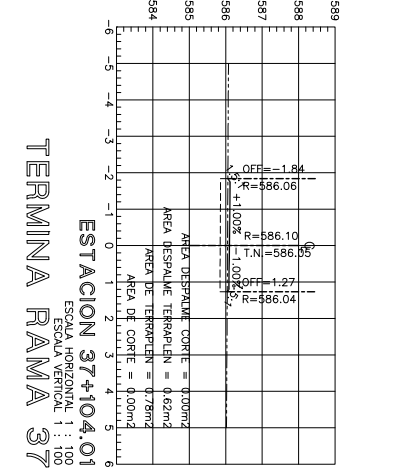 589
588
587
586
585
584
-6
-5
-4
-3
-2
-1
0
1
2
3
4
5
6
OFF=-1.84
R=586.06
+1.00%
R=586.10
T.N.=586.05
-1.00%
OFF=1.27
R=586.04
AREA DESPALME CORTE = 0.00m2
AREA DESPALME TERRAPLEN = 0.62m2
AREA DE TERRAPLEN = 0.78m2
AREA DE CORTE = 0.00m2
ESTACION 37+104.01
ESCALA HORIZONTAL 1 : 100
ESCALA VERTICAL 1 : 100
TERMINA RAMA 37